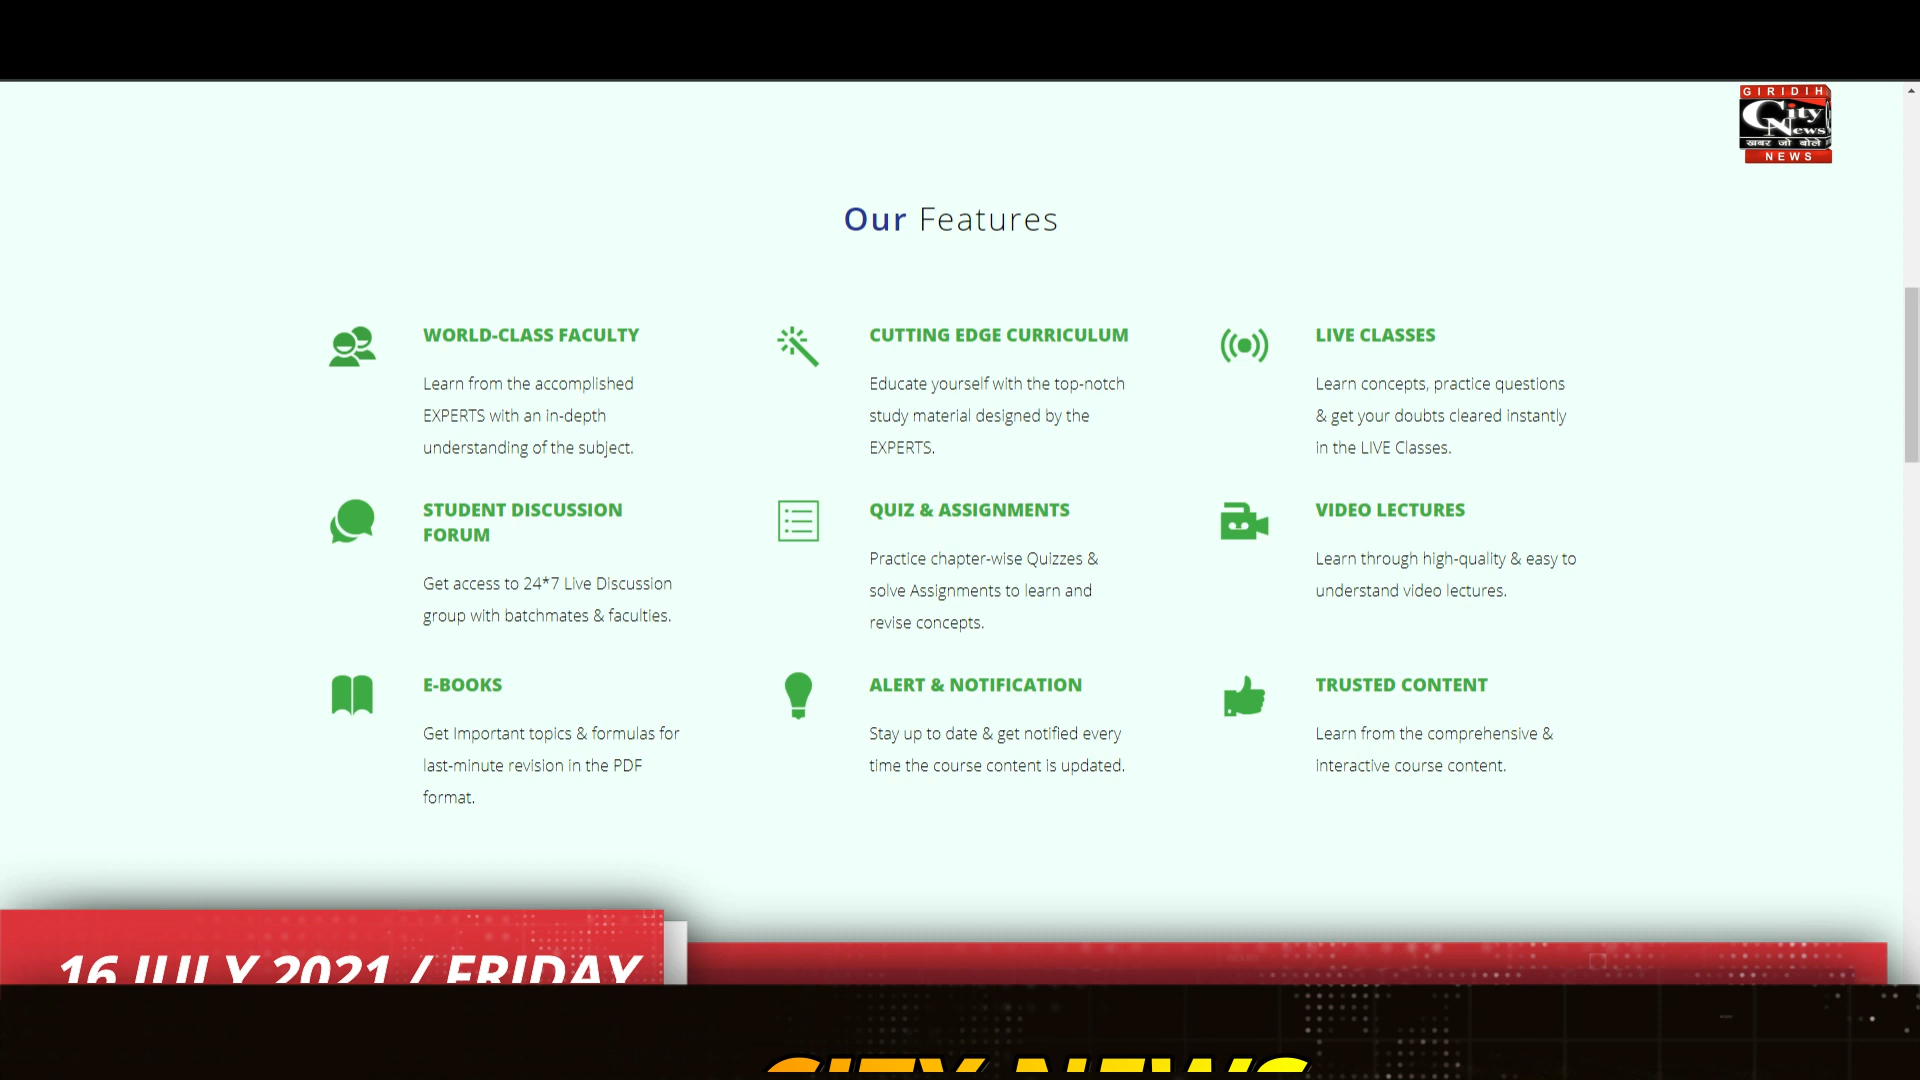 GIRIDIH
City
News
खबर जो बोले
NEWS
Our Features
WORLD-CLASS FACULTY
Learn from the accomplished
EXPERTS with an in-depth
understanding of the subject.
CUTTING EDGE CURRICULUM
Educate yourself with the top-notch
study material designed by the
EXPERTS.
LIVE CLASSES
Learn concepts, practice questions
& get your doubts cleared instantly
in the LIVE Classes.
STUDENT DISCUSSION
FORUM
Get access to 24*7 Live Discussion
group with batchmates & faculties.
QUIZ & ASSIGNMENTS
Practice chapter-wise Quizzes &
solve Assignments to learn and
revise concepts.
VIDEO LECTURES
Learn through high-quality & easy to
understand video lectures.
E-BOOKS
Get Important topics & formulas for
last-minute revision in the PDF
format.
ALERT & NOTIFICATION
Stay up to date & get notified every
time the course content is updated.
TRUSTED CONTENT
Learn from the comprehensive &
interactive course content.
16 JULY 2021 / FRIDAY
CITY NEWS